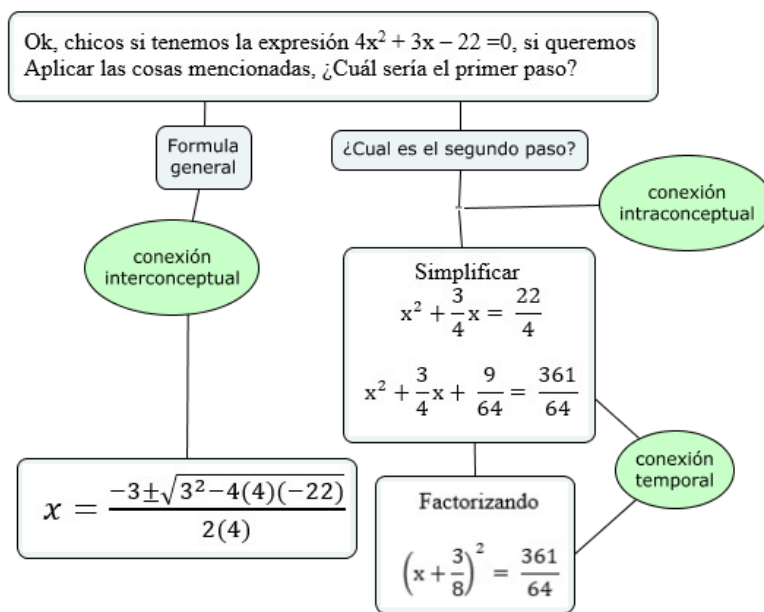 Ok, chicos si tenemos la expresión 4x² + 3x – 22 =0, si queremos
Aplicar las cosas mencionadas, ¿Cuál sería el primer paso?
Formula
general
¿Cual es el segundo paso?
conexión
intraconceptual
conexión
interconceptual
Simplificar
x² + 3/4 x = 22/4
x² + 3/4 x + 9/64 = 361/64
conexión
temporal
x = (−3±√(3²−4(4)(−22)))/(2(4))
Factorizando
(x + 3/8)² = 361/64